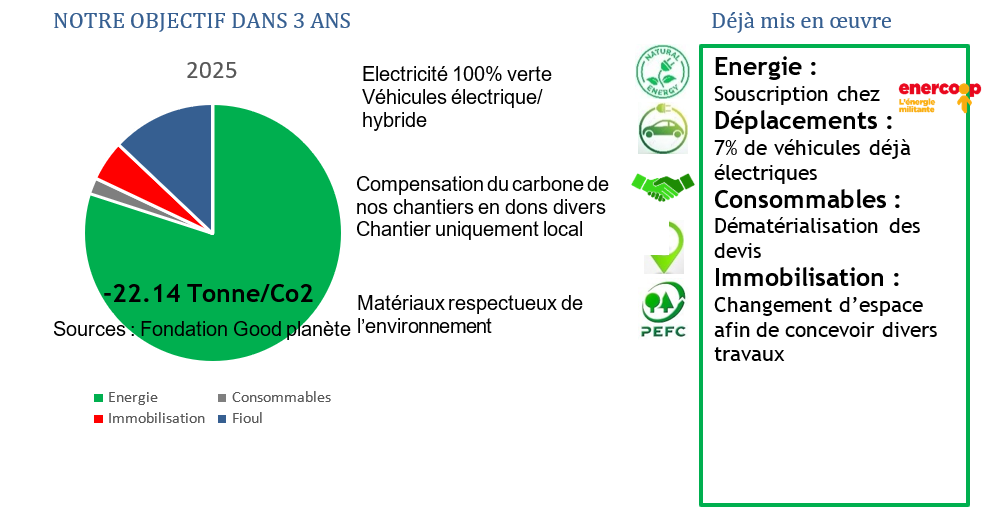 NOTRE OBJECTIF DANS 3 ANS
2025
-22.14 Tonne/Co2
Sources : Fondation Good planète
Energie
Consommables
Immobilisation
Fioul
Electricité 100% verte
Véhicules électrique/
hybride
Compensation du carbone de
nos chantiers en dons divers
Chantier uniquement local
Matériaux respectueux de
l'environnement
NATURAL
ENERGY
PEFC
Déjà mis en œuvre
Energie :
Souscription chez
enercoop
L'énergie
militante
Déplacements :
7% de véhicules déjà
électriques
Consommables :
Dématérialisation des
devis
Immobilisation :
Changement d'espace
afin de concevoir divers
travaux